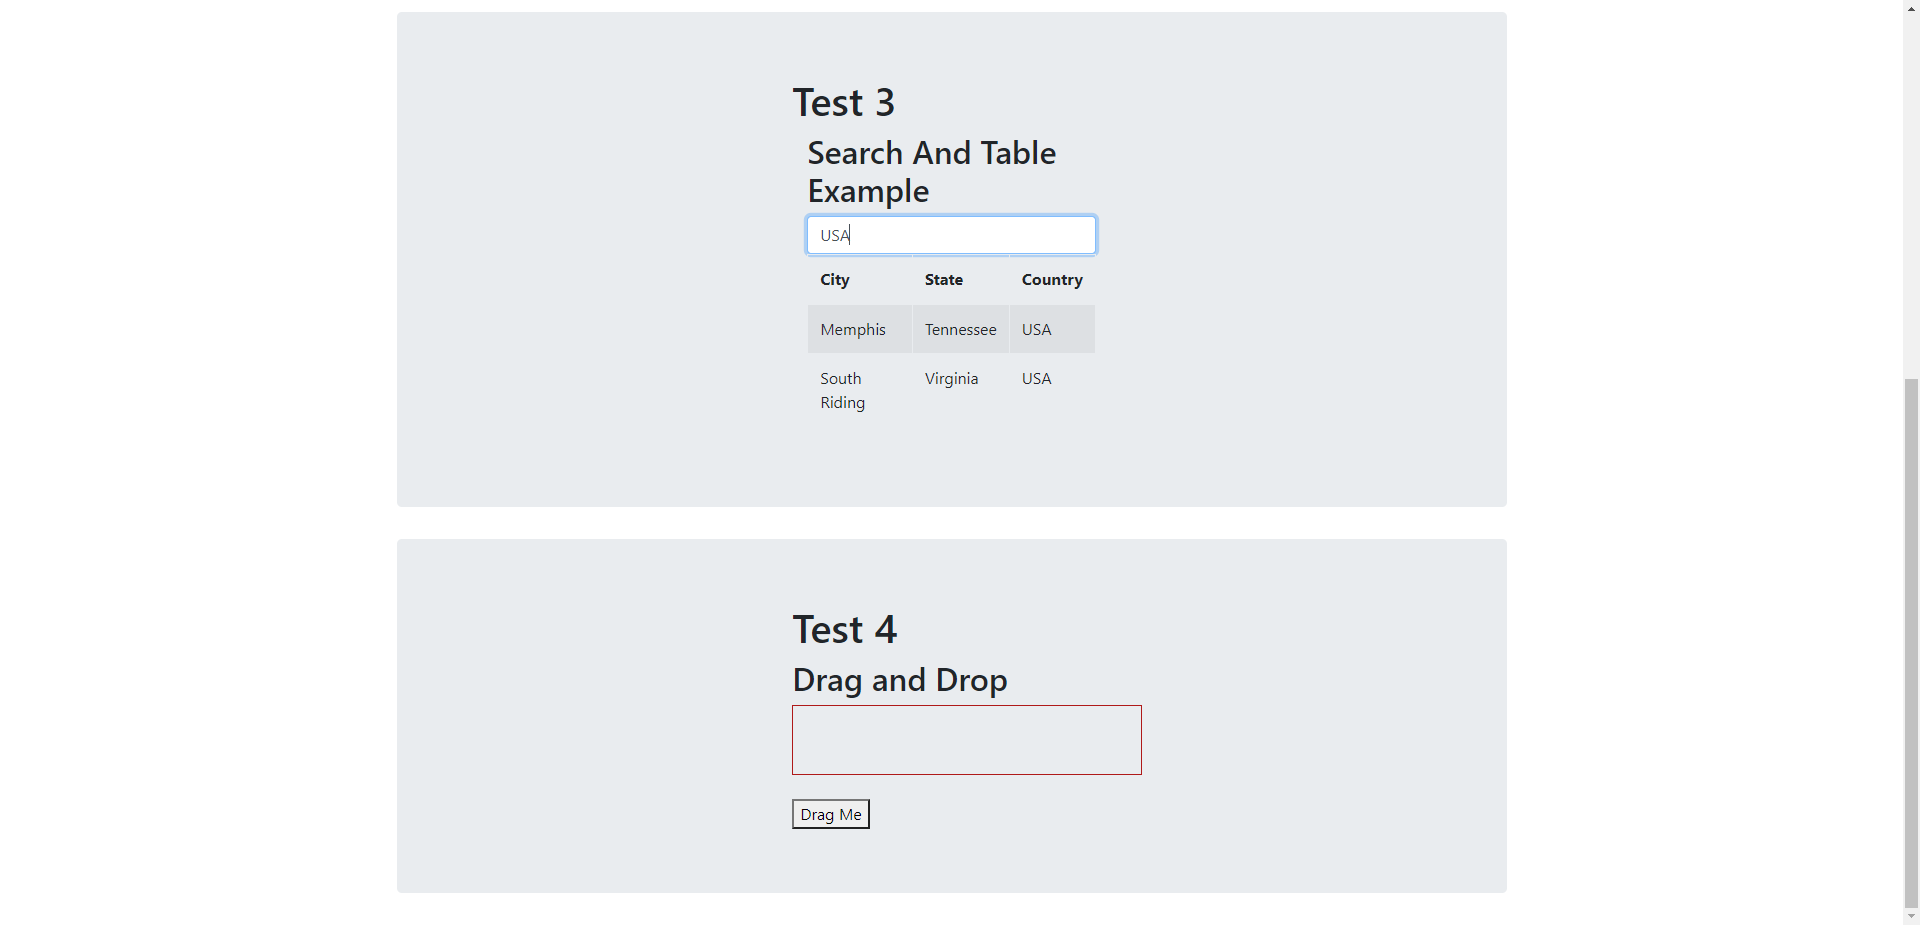 Test 3
Search And Table
Example
USA
City State Country
Memphis Tennessee USA
South Virginia USA
Riding
Test 4
Drag and Drop
Drag Me